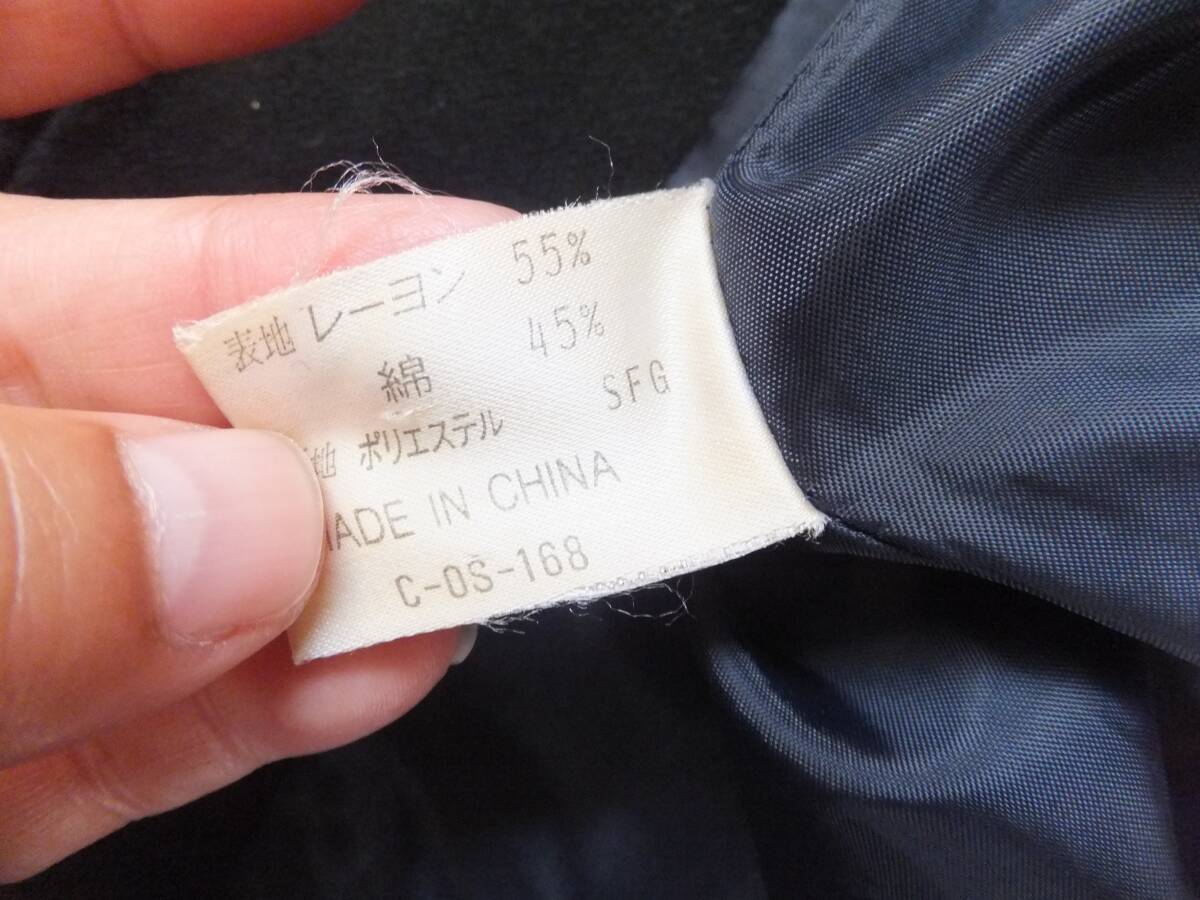 表地 レーヨン 55%
綿 45%
SFG
地 ポリエステル
MADE IN CHINA
C-OS-168